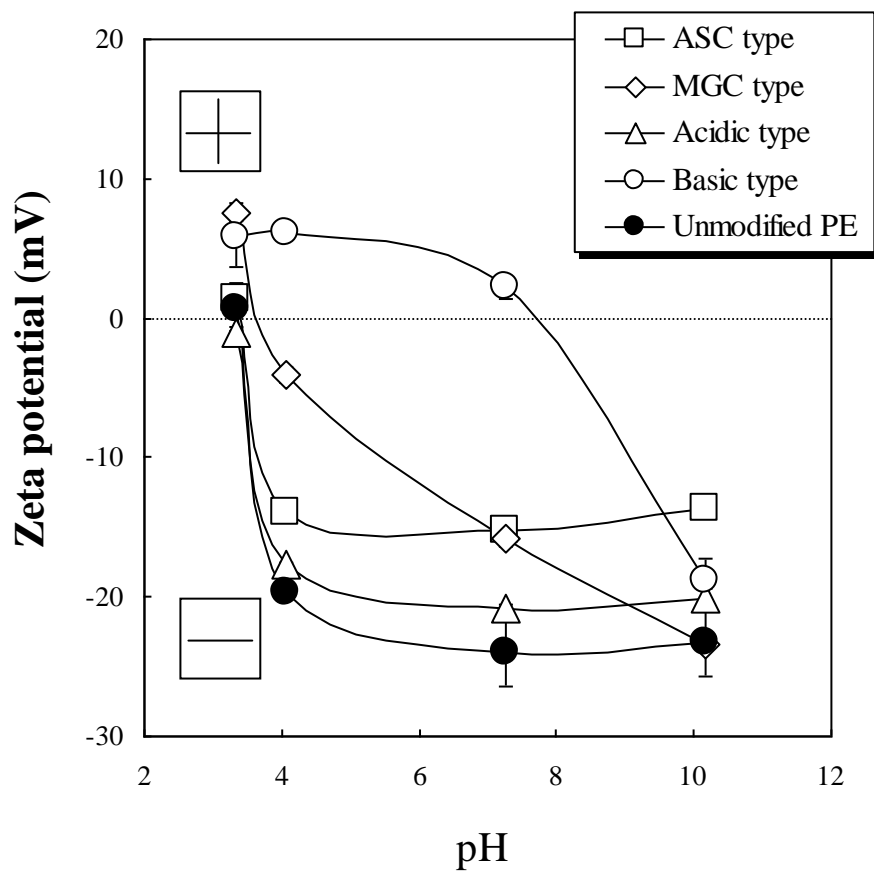 ASC type
MGC type
Acidic type
Basic type
Unmodified PE
20
10
0
-10
-20
-30
Zeta potential (mV)
+
−
2 4 6 8 10 12
pH